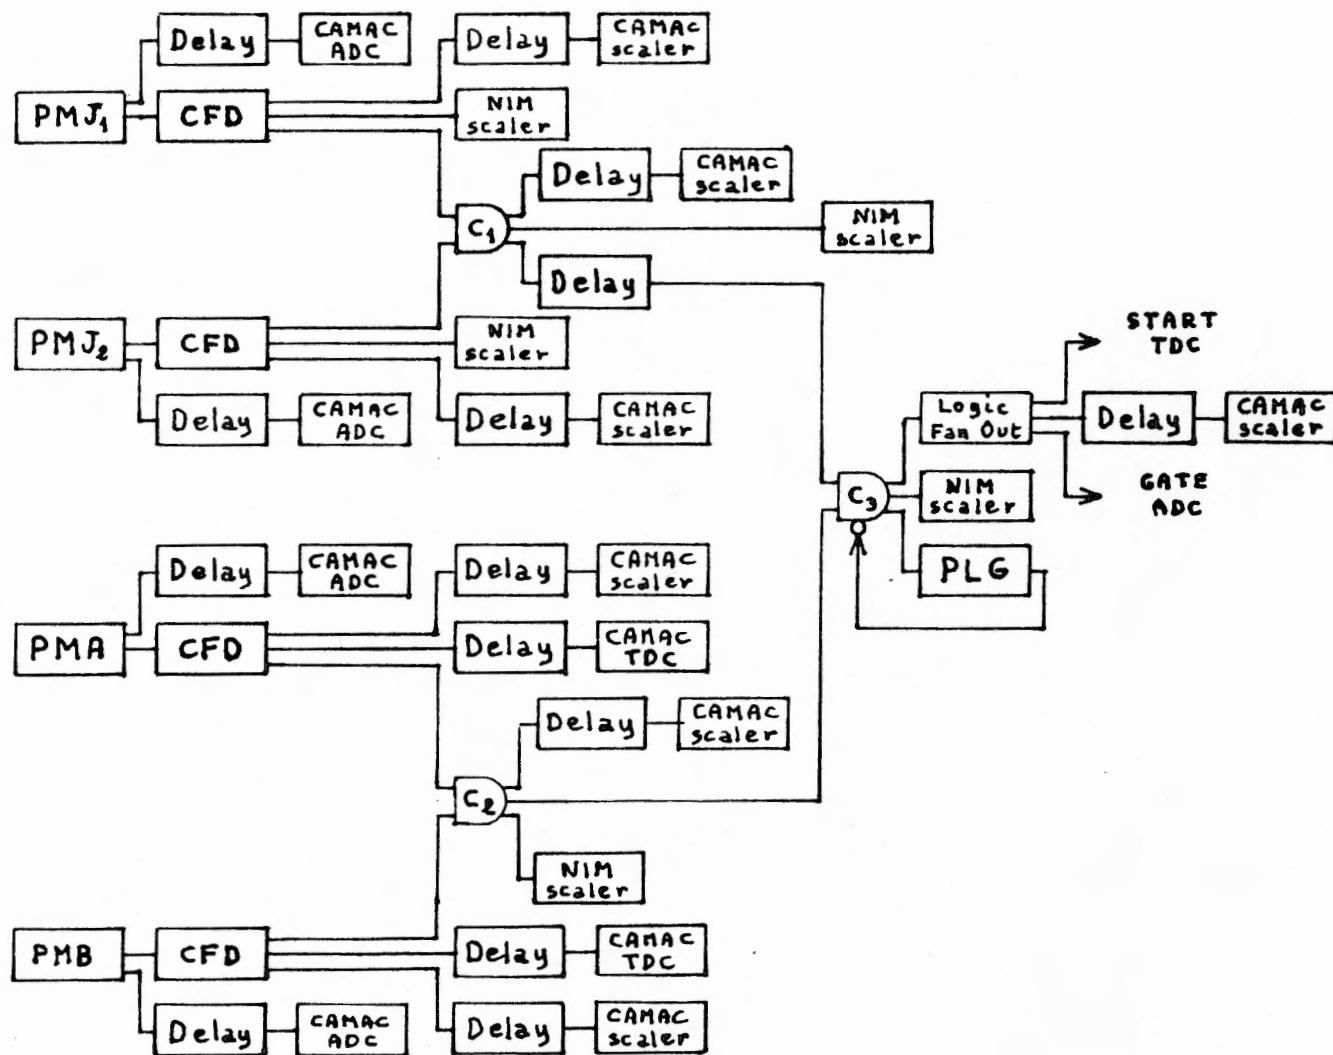 Delay
CAMAC
ADC
Delay
CAMAC
scaler
PMJ1
CFD
NIM
scaler
Delay
CAMAC
scaler
C1
NIM
scaler
Delay
PMJ2
CFD
NIM
scaler
Delay
CAMAC
ADC
Delay
CAMAC
scaler
START
TDC
Logic
Fan Out
Delay
CAMAC
scaler
C3
NIM
scaler
GATE
ADC
PLG
Delay
CAMAC
ADC
Delay
CAMAC
scaler
PMA
CFD
Delay
CAMAC
TDC
Delay
CAMAC
scaler
C2
NIM
scaler
PMB
CFD
Delay
CAMAC
TDC
Delay
CAMAC
ADC
Delay
CAMAC
scaler